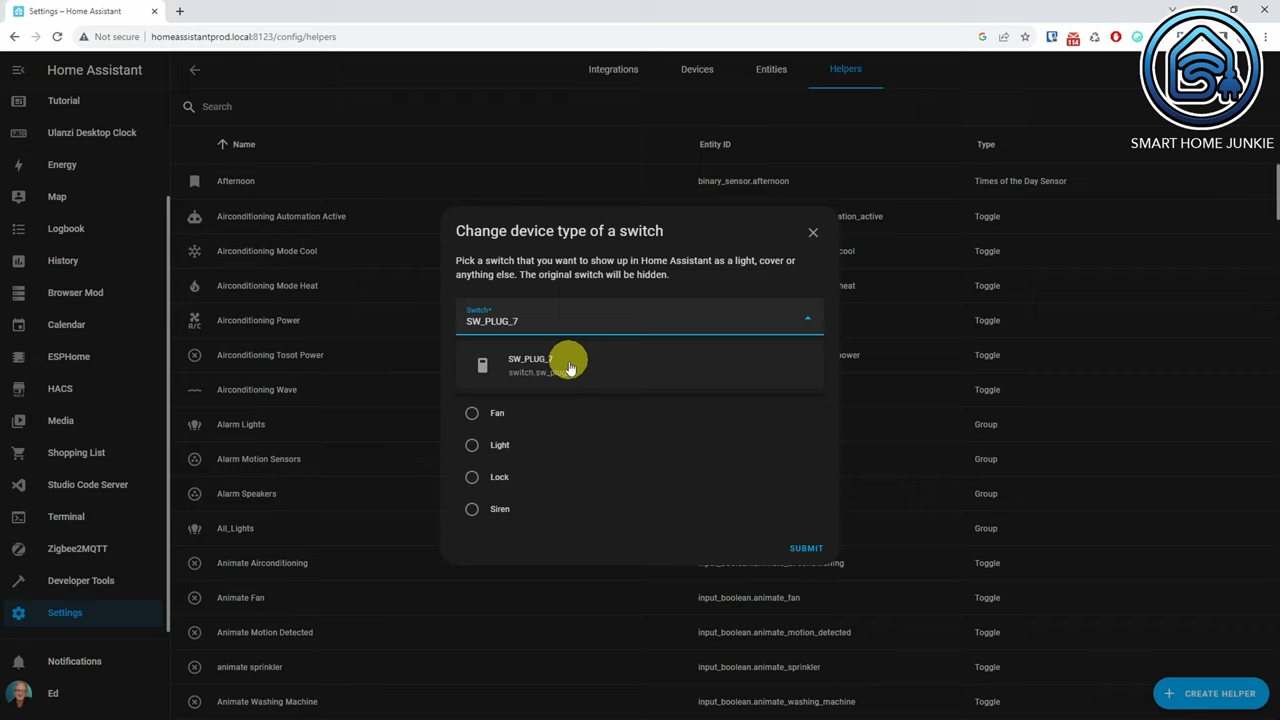 Settings – Home Assistant
Not secure
homeassistantprod.local:8123/config/helpers
114
SMART HOME JUNKIE
Home Assistant
Tutorial
Ulanzi Desktop Clock
Energy
Map
Logbook
History
Browser Mod
Calendar
ESPHome
HACS
Media
Shopping List
Studio Code Server
Terminal
Zigbee2MQTT
Developer Tools
Settings
Notifications
Ed
Integrations
Devices
Entities
Helpers
Search
Name Entity ID Type
Afternoon binary_sensor.afternoon Times of the Day Sensor
Airconditioning Automation Active ation_active Toggle
Airconditioning Mode Cool cool Toggle
Airconditioning Mode Heat heat Toggle
A/C
Airconditioning Power Toggle
Airconditioning Tosot Power power Toggle
Airconditioning Wave Toggle
Alarm Lights Group
Alarm Motion Sensors Group
Alarm Speakers Group
All_Lights Group
Animate Airconditioning Toggle
Animate Fan input_boolean.animate_fan Toggle
Animate Motion Detected input_boolean.animate_motion_detected Toggle
animate sprinkler input_boolean.animate_sprinkler Toggle
Animate Washing Machine input_boolean.animate_washing_machine Toggle
Change device type of a switch
Pick a switch that you want to show up in Home Assistant as a light, cover or
anything else. The original switch will be hidden.
Switch*
SW_PLUG_7
SW_PLUG_7
Fan
Light
Lock
Siren
SUBMIT
CREATE HELPER